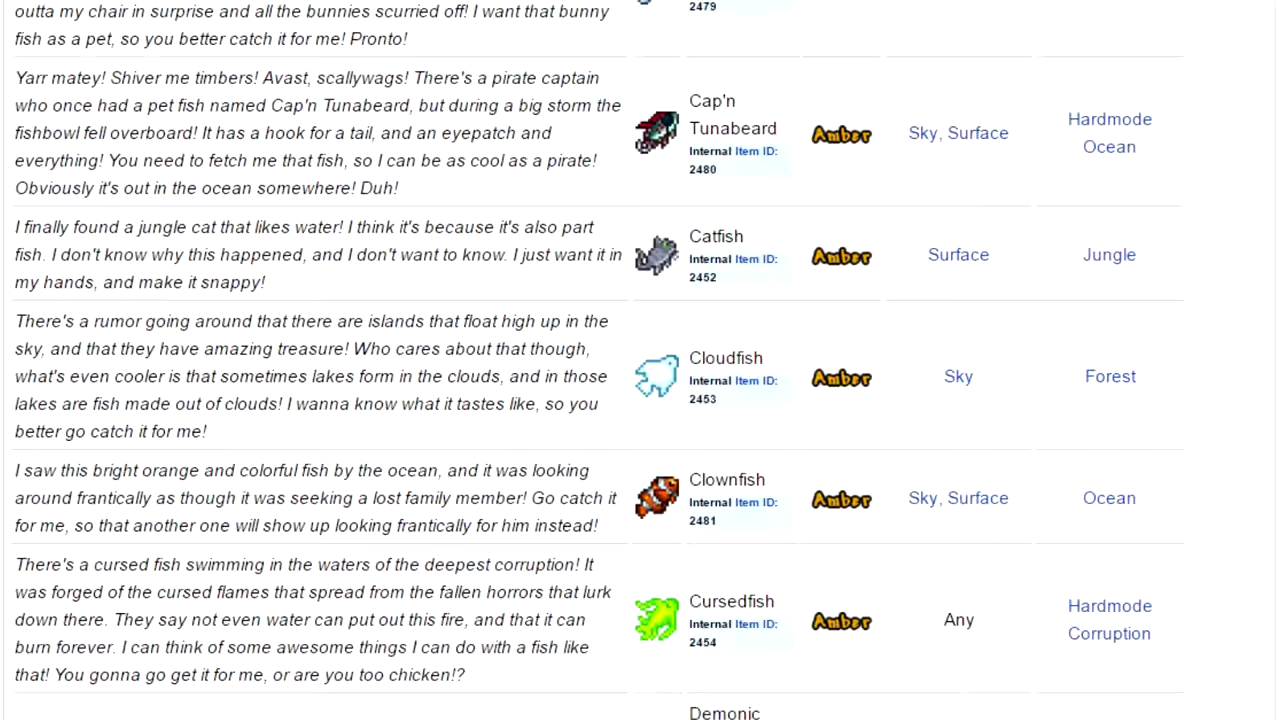 outta my chair in surprise and all the bunnies scurried off! I want that bunny
fish as a pet, so you better catch it for me! Pronto!
2479
Yarr matey! Shiver me timbers! Avast, scallywags! There's a pirate captain
who once had a pet fish named Cap'n Tunabeard, but during a big storm the
fishbowl fell overboard! It has a hook for a tail, and an eyepatch and
everything! You need to fetch me that fish, so I can be as cool as a pirate!
Obviously it's out in the ocean somewhere! Duh!
Cap'n
Tunabeard
Internal Item ID:
2480
Amber
Sky, Surface
Hardmode
Ocean
I finally found a jungle cat that likes water! I think it's because it's also part
fish. I don't know why this happened, and I don't want to know. I just want it in
my hands, and make it snappy!
Catfish
Internal Item ID:
2452
Amber
Surface
Jungle
There's a rumor going around that there are islands that float high up in the
sky, and that they have amazing treasure! Who cares about that though,
what's even cooler is that sometimes lakes form in the clouds, and in those
lakes are fish made out of clouds! I wanna know what it tastes like, so you
better go catch it for me!
Cloudfish
Internal Item ID:
2453
Amber
Sky
Forest
I saw this bright orange and colorful fish by the ocean, and it was looking
around frantically as though it was seeking a lost family member! Go catch it
for me, so that another one will show up looking frantically for him instead!
Clownfish
Internal Item ID:
2481
Amber
Sky, Surface
Ocean
There's a cursed fish swimming in the waters of the deepest corruption! It
was forged of the cursed flames that spread from the fallen horrors that lurk
down there. They say not even water can put out this fire, and that it can
burn forever. I can think of some awesome things I can do with a fish like
that! You gonna go get it for me, or are you too chicken!?
Cursedfish
Internal Item ID:
2454
Amber
Any
Hardmode
Corruption
Demonic